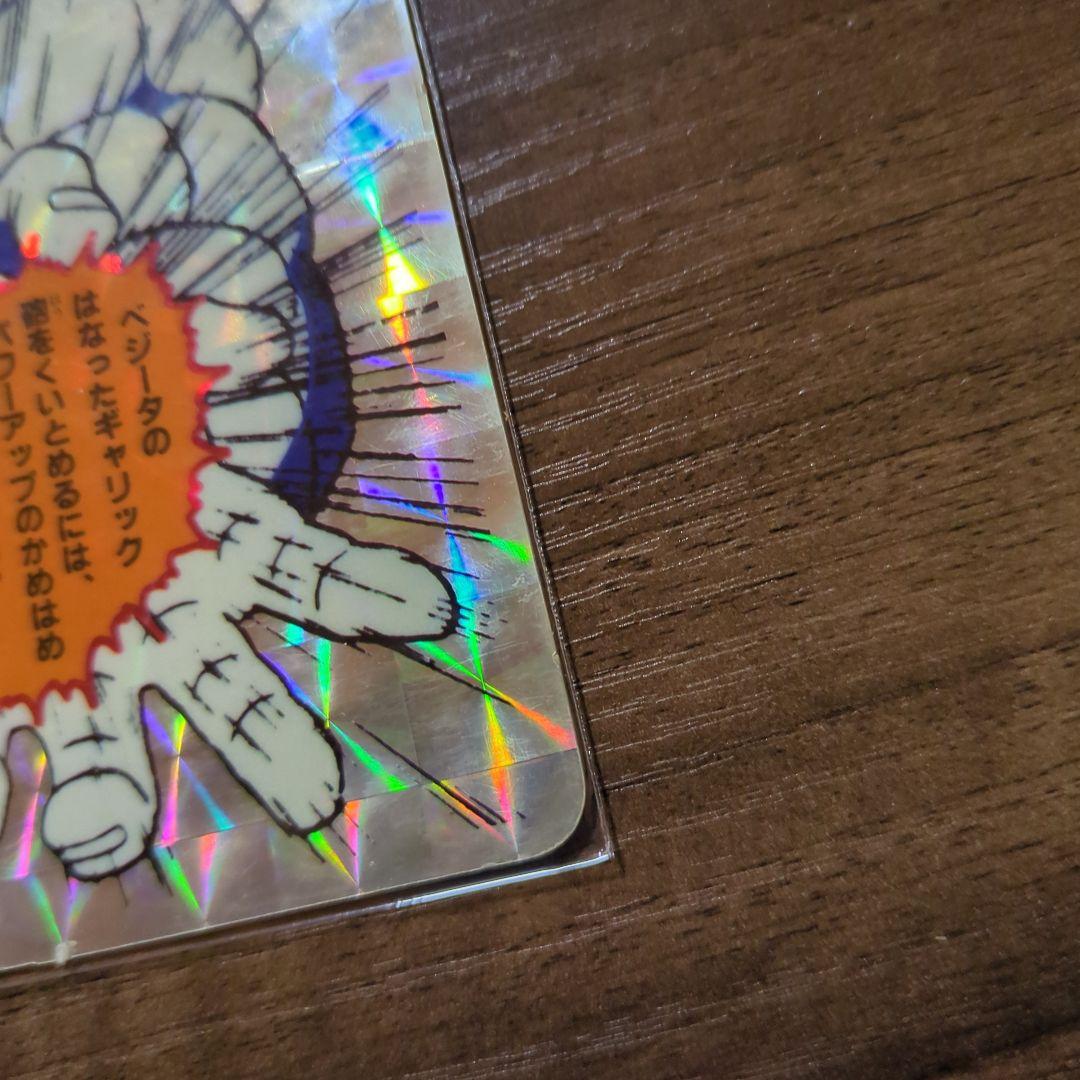 ベジータの
はなったギャリック
砲をくいとめるには、
パワーアップのかめはめ